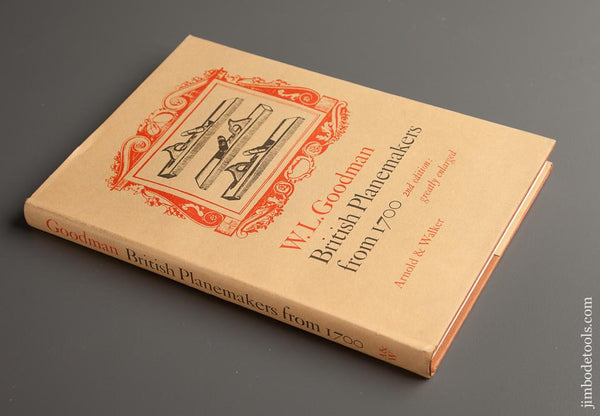 W. L. Goodman
British Planemakers
from 1700 2nd edition:
greatly enlarged
Arnold & Walker
Goodman British Planemakers from 1700
A&
W
jimbodetools.com